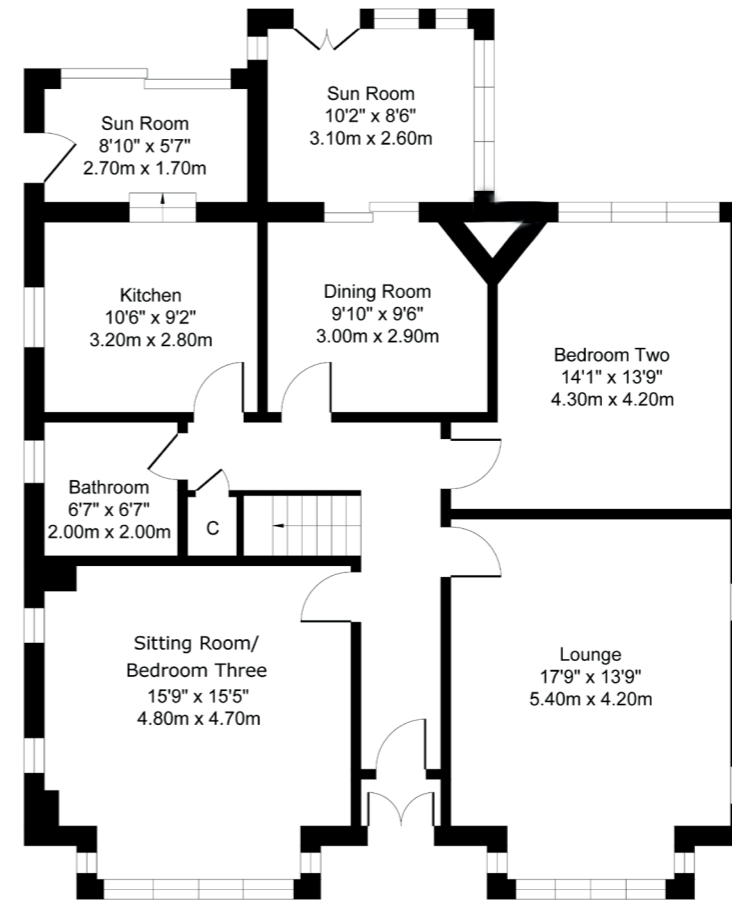 Sun Room
10'2" x 8'6"
3.10m x 2.60m
Sun Room
8'10" x 5'7"
2.70m x 1.70m
Kitchen
10'6" x 9'2"
3.20m x 2.80m
Dining Room
9'10" x 9'6"
3.00m x 2.90m
Bedroom Two
14'1" x 13'9"
4.30m x 4.20m
Bathroom
6'7" x 6'7"
2.00m x 2.00m
C
Sitting Room/
Bedroom Three
15'9" x 15'5"
4.80m x 4.70m
Lounge
17'9" x 13'9"
5.40m x 4.20m